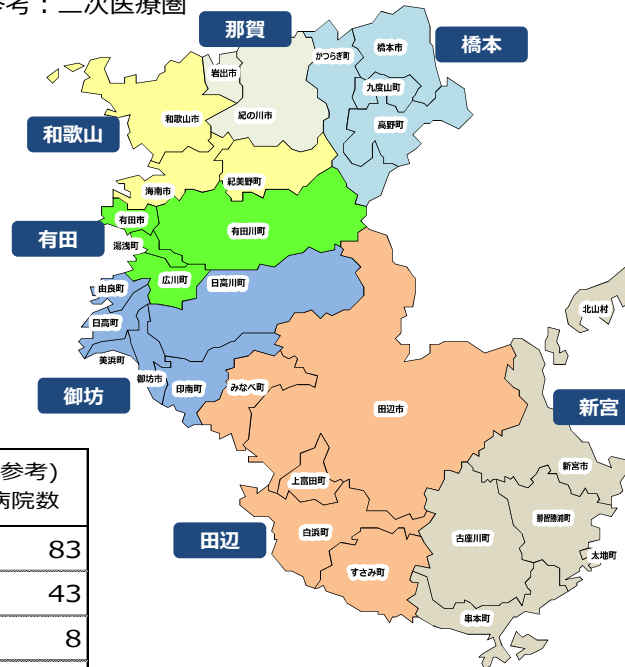 考：二次医療圏
那賀
橋本
かつらぎ町
橋本市
岩出市
九度山町
紀の川市
和歌山市
高野町
和歌山
紀美野町
海南市
有田市
有田川町
有田
湯浅町
広川町
日高川町
由良町
北山村
日高町
美浜町
御坊市
印南町
みなべ町
御坊
田辺市
新宮
新宮市
参考)
病院数
上富田町
那智勝浦町
白浜町
古座川町
田辺
83
太地町
すさみ町
43
串本町
8